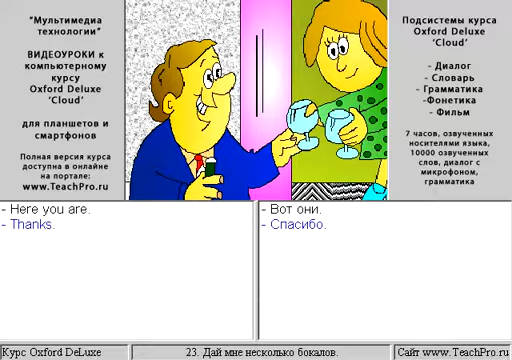 "Мультимедиа
технологии"
ВИДЕОУРОКИ к
компьютерному
курсу
Oxford Deluxe
'Cloud'
для планшетов и
смартфонов
Полная версия курса
доступна в онлайне
на портале:
www.TeachPro.ru
Подсистемы курса
Oxford Deluxe
'Cloud'
- Диалог
- Словарь
- Грамматика
-Фонетика
- Фильм
7 часов, озвученных
носителями языка,
10000 озвученных
слов, диалог с
микрофоном,
грамматика
- Here you are.
- Thanks.
- Вот они.
- Спасибо.
Курс Oxford DeLuxe
23. Дай мне несколько бокалов.
Сайт www.TeachPro.ru